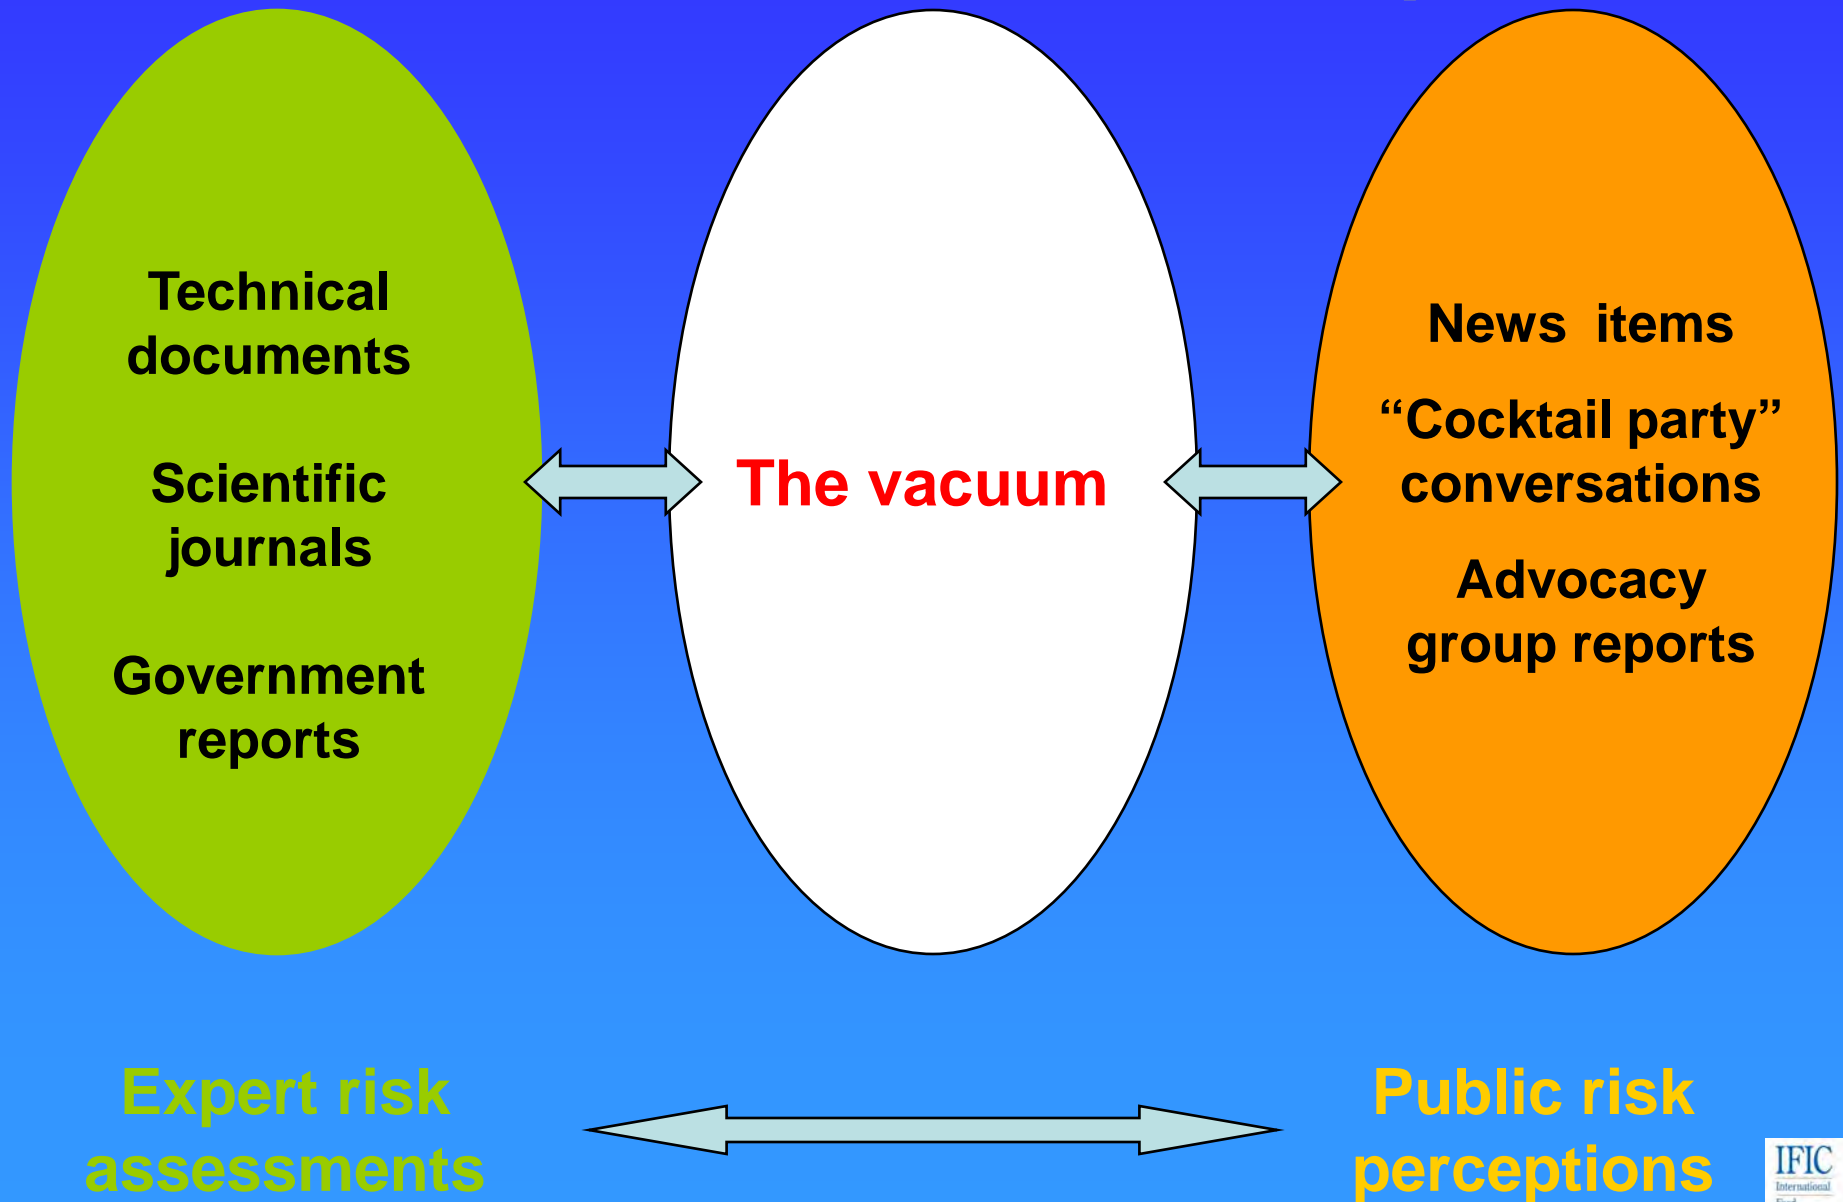 Technical
documents
Scientific
journals
Government
reports
The vacuum
News items
“Cocktail party”
conversations
Advocacy
group reports
Expert risk
assessments
Public risk
perceptions
IFIC
International